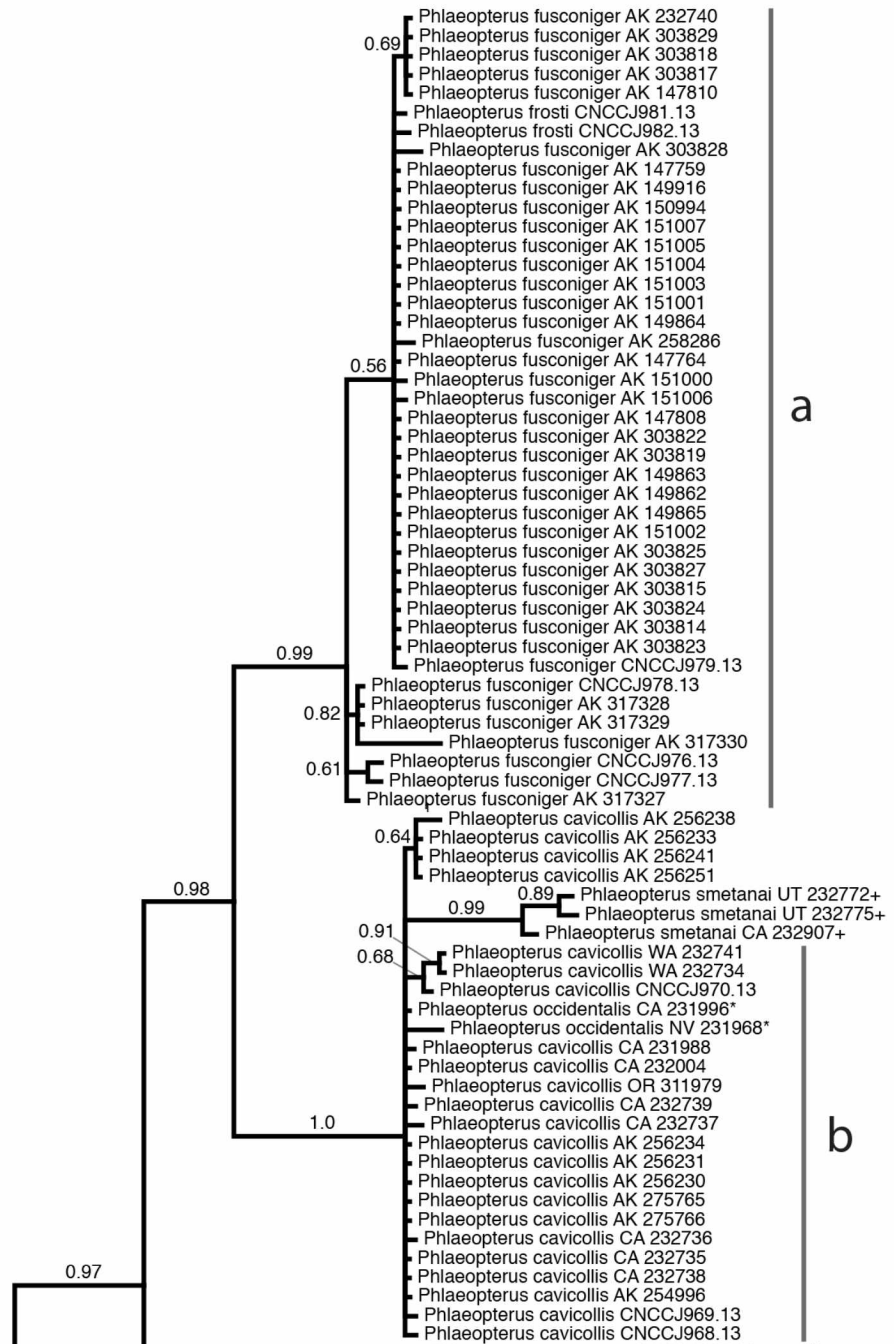 Phlaeopterus fusconiger AK 232740
Phlaeopterus fusconiger AK 303829
0.69
Phlaeopterus fusconiger AK 303818
Phlaeopterus fusconiger AK 303817
Phlaeopterus fusconiger AK 147810
Phlaeopterus frosti CNCCJ981.13
Phlaeopterus frosti CNCCJ982.13
Phlaeopterus fusconiger AK 303828
Phlaeopterus fusconiger AK 147759
Phlaeopterus fusconiger AK 149916
Phlaeopterus fusconiger AK 150994
Phlaeopterus fusconiger AK 151007
Phlaeopterus fusconiger AK 151005
Phlaeopterus fusconiger AK 151004
Phlaeopterus fusconiger AK 151003
Phlaeopterus fusconiger AK 151001
Phlaeopterus fusconiger AK 149864
Phlaeopterus fusconiger AK 258286
Phlaeopterus fusconiger AK 147764
0.56
Phlaeopterus fusconiger AK 151000
Phlaeopterus fusconiger AK 151006
a
Phlaeopterus fusconiger AK 147808
Phlaeopterus fusconiger AK 303822
Phlaeopterus fusconiger AK 303819
Phlaeopterus fusconiger AK 149863
Phlaeopterus fusconiger AK 149862
Phlaeopterus fusconiger AK 149865
Phlaeopterus fusconiger AK 151002
Phlaeopterus fusconiger AK 303825
Phlaeopterus fusconiger AK 303827
Phlaeopterus fusconiger AK 303815
Phlaeopterus fusconiger AK 303824
Phlaeopterus fusconiger AK 303814
Phlaeopterus fusconiger AK 303823
0.99
Phlaeopterus fusconiger CNCCJ979.13
Phlaeopterus fusconiger CNCCJ978.13
Phlaeopterus fusconiger AK 317328
0.82
Phlaeopterus fusconiger AK 317329
Phlaeopterus fusconiger AK 317330
Phlaeopterus fuscongier CNCCJ976.13
0.61
Phlaeopterus fusconiger CNCCJ977.13
Phlaeopterus fusconiger AK 317327
Phlaeopterus cavicollis AK 256238
0.64
Phlaeopterus cavicollis AK 256233
Phlaeopterus cavicollis AK 256241
Phlaeopterus cavicollis AK 256251
0.98
0.89
Phlaeopterus smetanai UT 232772+
0.99
Phlaeopterus smetanai UT 232775+
Phlaeopterus smetanai CA 232907+
0.91
Phlaeopterus cavicollis WA 232741
0.68
Phlaeopterus cavicollis WA 232734
Phlaeopterus cavicollis CNCCJ970.13
Phlaeopterus occidentalis CA 231996*
Phlaeopterus occidentalis NV 231968*
Phlaeopterus cavicollis CA 231988
Phlaeopterus cavicollis CA 232004
Phlaeopterus cavicollis OR 311979
Phlaeopterus cavicollis CA 232739
1.0
Phlaeopterus cavicollis CA 232737
b
Phlaeopterus cavicollis AK 256234
Phlaeopterus cavicollis AK 256231
Phlaeopterus cavicollis AK 256230
Phlaeopterus cavicollis AK 275765
Phlaeopterus cavicollis AK 275766
Phlaeopterus cavicollis CA 232736
Phlaeopterus cavicollis CA 232735
0.97
Phlaeopterus cavicollis CA 232738
Phlaeopterus cavicollis AK 254996
Phlaeopterus cavicollis CNCCJ969.13
Phlaeopterus cavicollis CNCCJ968.13